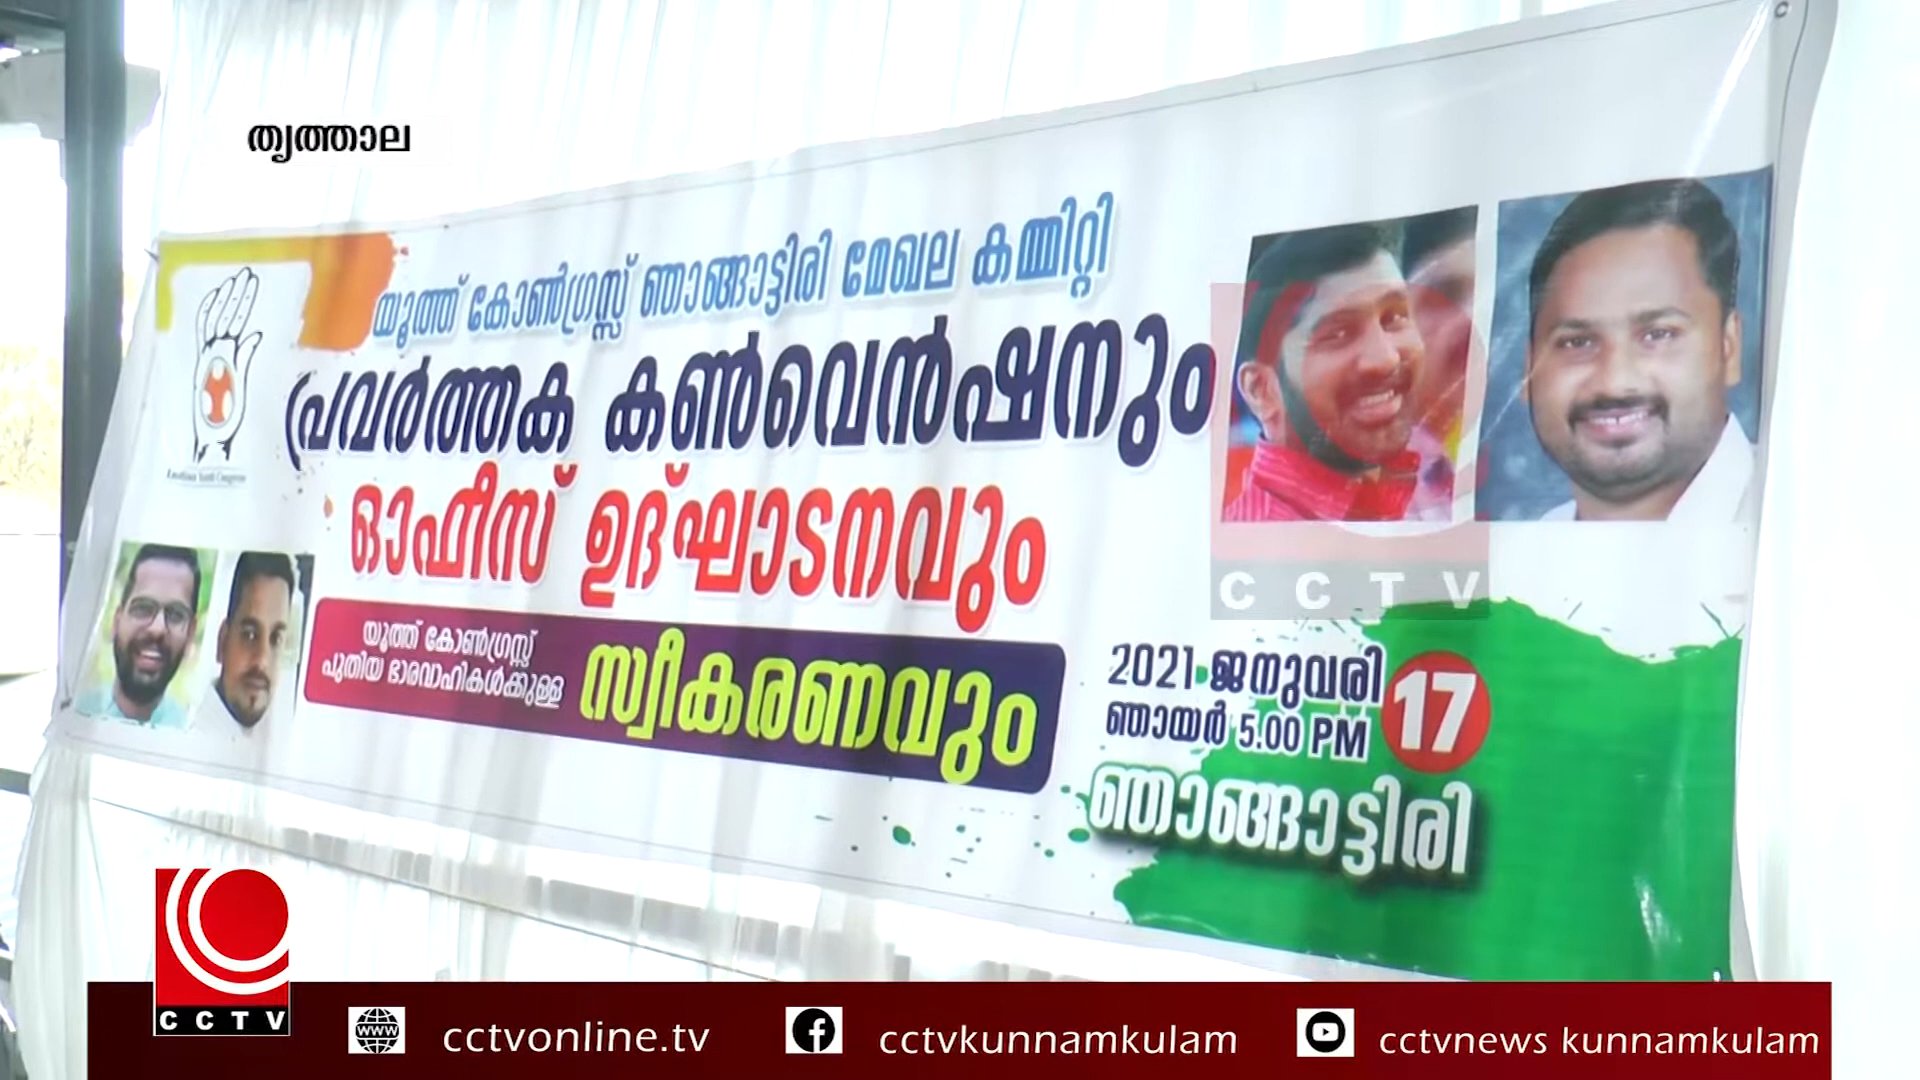 തൃത്താല
യൂത്ത് കോൺഗ്രസ്സ് ഞാങ്ങാട്ടിരി മേഖല കമ്മിറ്റി
പ്രവർത്തക കൺവെൻഷനും
ഓഫീസ് ഉദ്ഘാടനവും
യൂത്ത് കോൺഗ്രസ്സ്
പുതിയ ഭാരവാഹികൾക്കുള്ള
സ്വീകരണവും
C C T V
2021 ജനുവരി 17
ഞായർ 5.00 PM
ഞാങ്ങാട്ടിരി
CCTV
www
cctvonline.tv
cctvkunnamkulam
cctvnews kunnamkulam